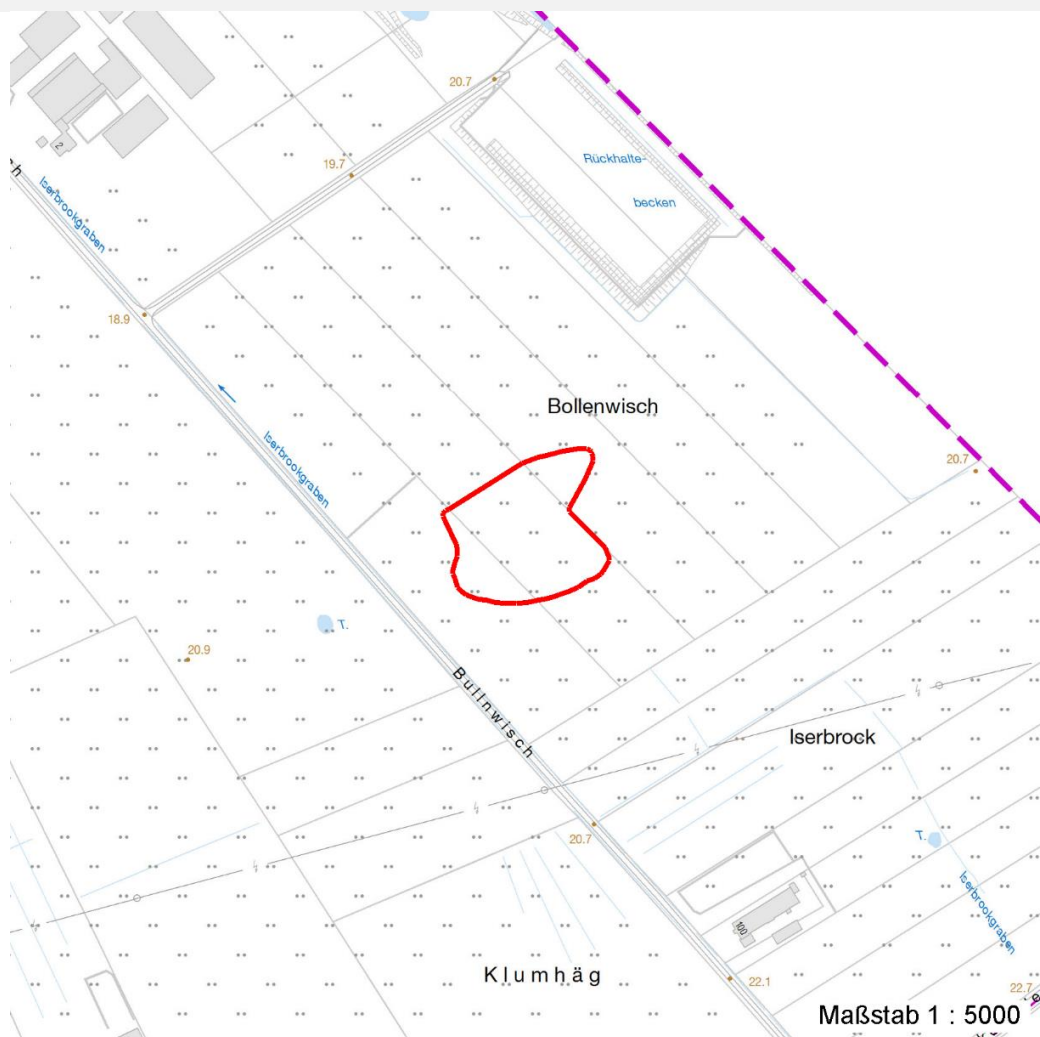 20.7
19.7
Rückhalte-
becken
2
Iserbrookgraben
18.9
Bollenwisch
Iserbrookgraben
20.7
T.
20.9
Bullnwisch
Iserbrock
20.7
T.
Iserbrookgraben
100
Klumhäg
22.1
22.7
Maßstab 1 : 5000